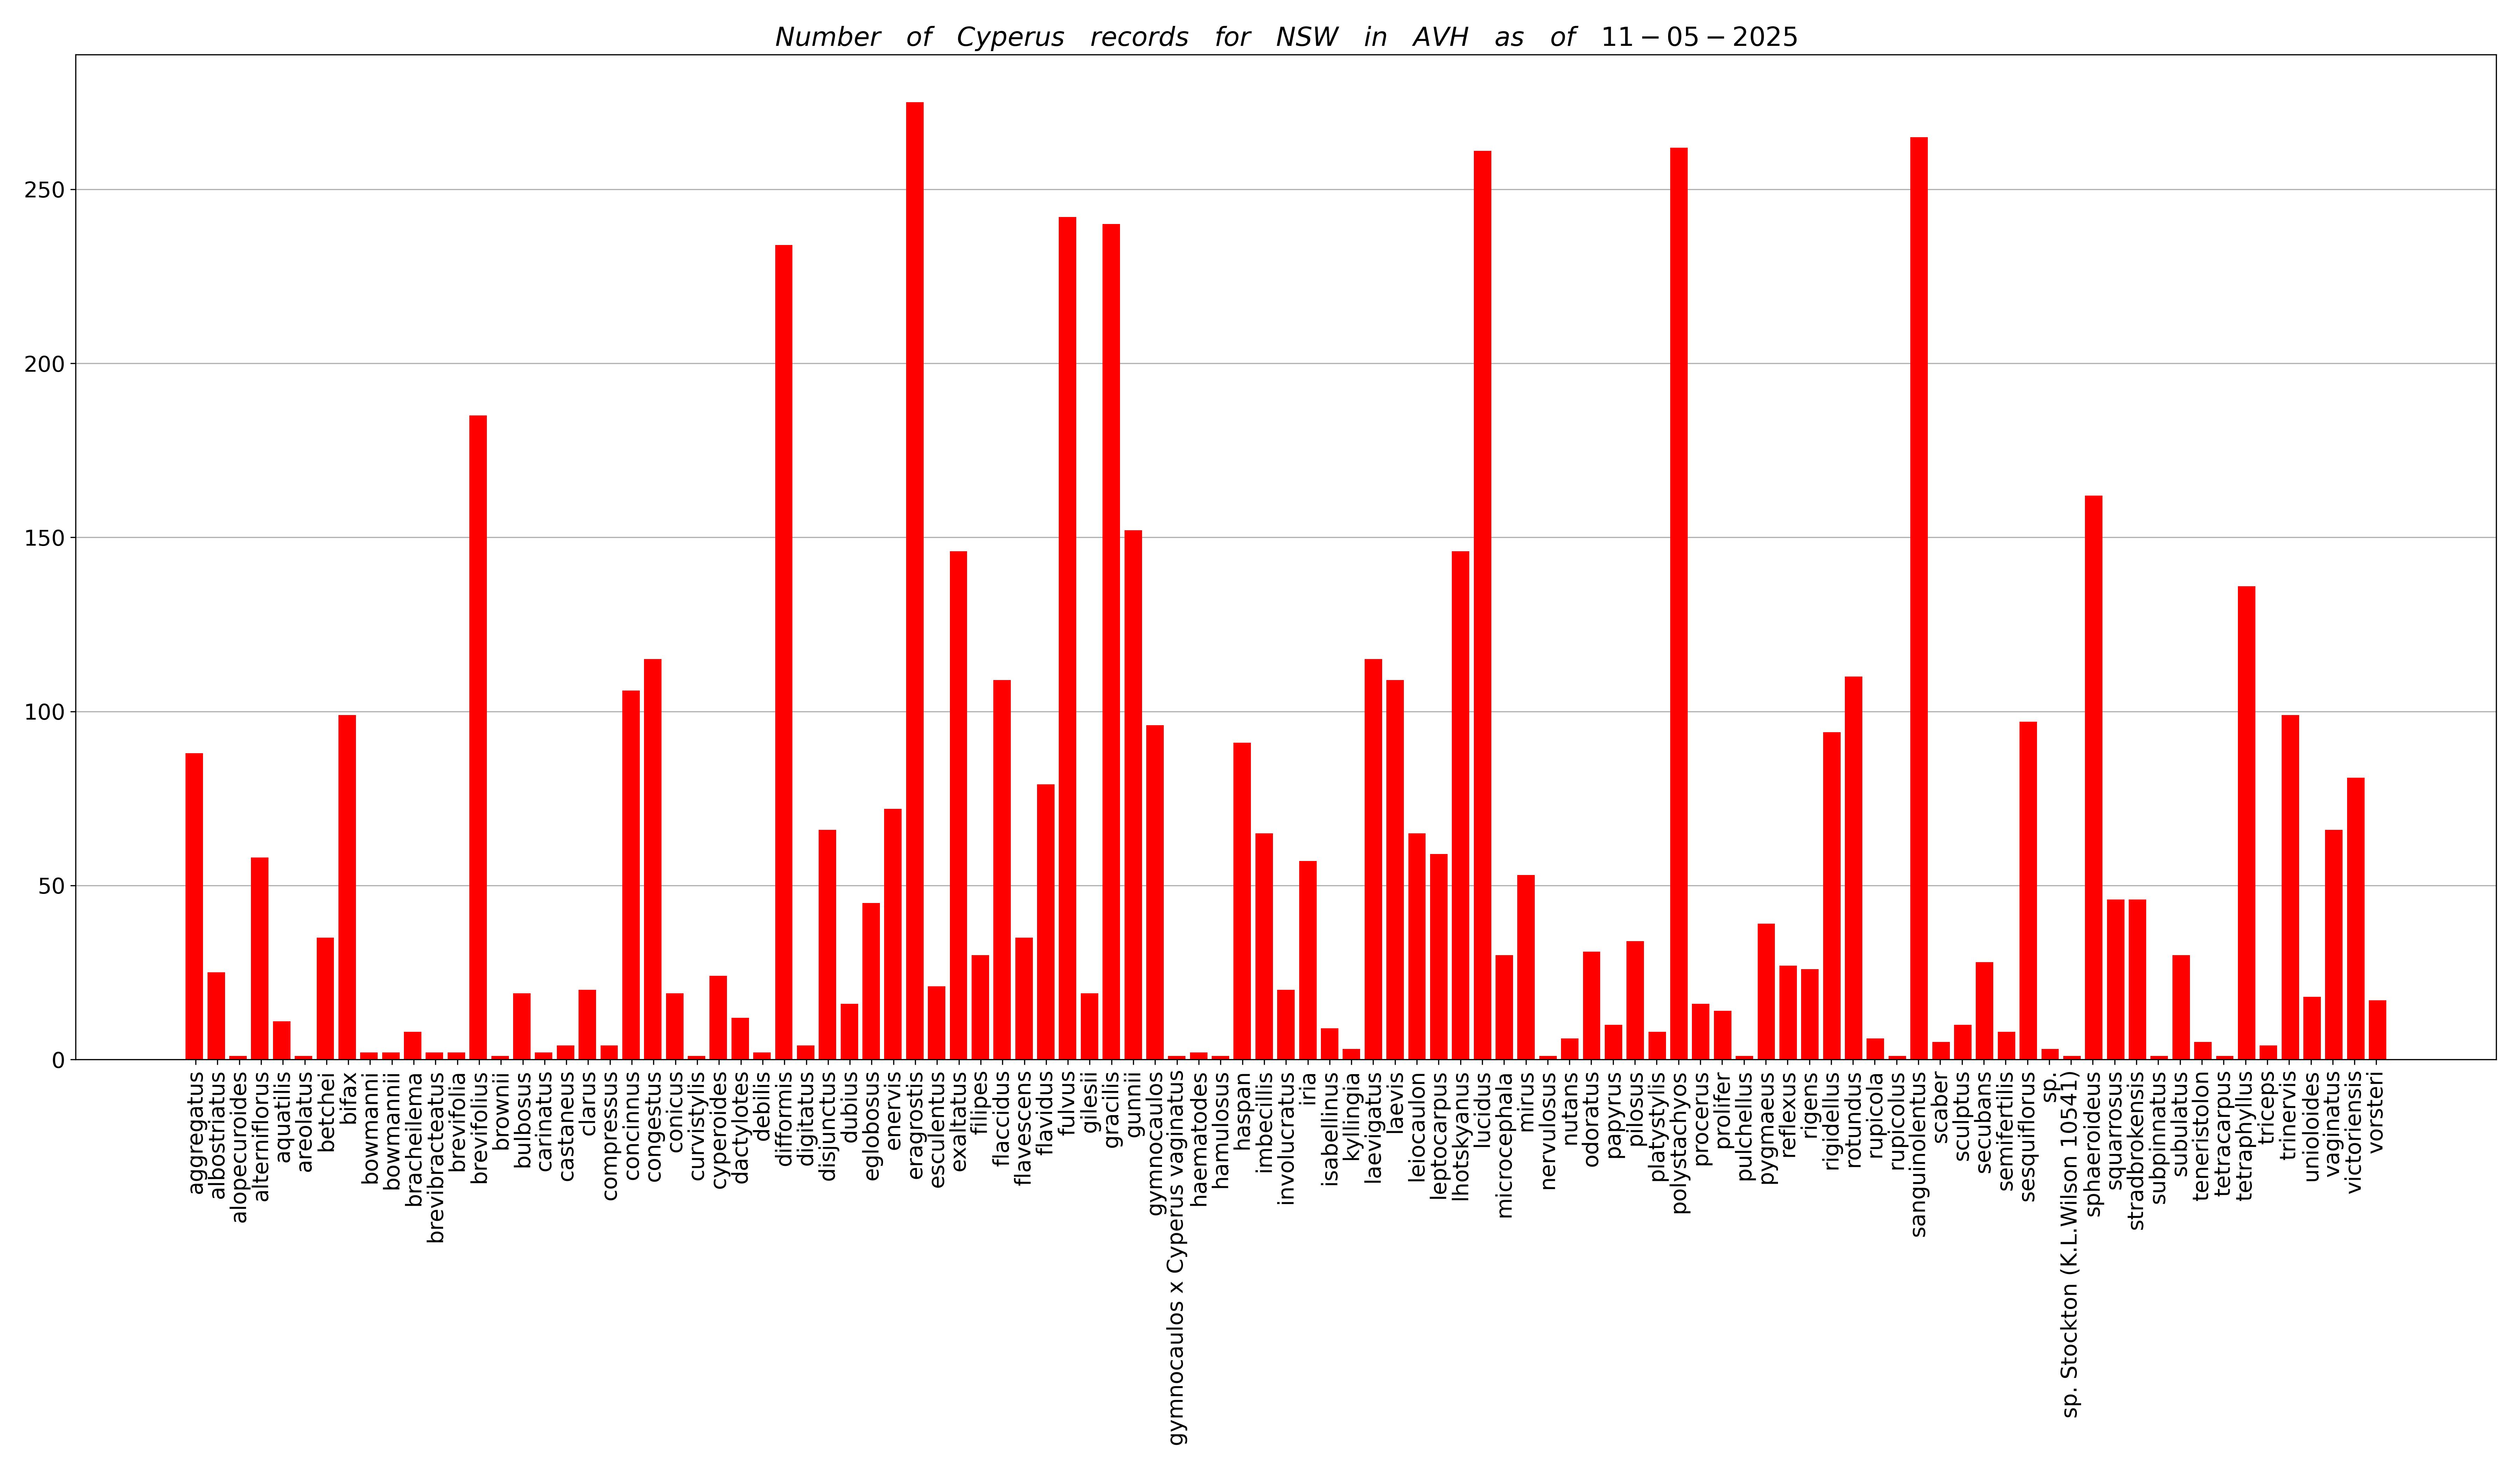 Number of Cyperus records for NSW in AVH as of 11−05−2025
250
200
150
100
50
0
aggregatus
albostriatus
alopecuroides
alterniflorus
aquatilis
areolatus
betchei
bifax
bowmanni
bowmannii
bracheilema
brevibracteatus
brevifolia
brevifolius
brownii
bulbosus
carinatus
castaneus
clarus
compressus
concinnus
congestus
conicus
curvistylis
cyperoides
dactylotes
debilis
difformis
digitatus
disjunctus
dubius
eglobosus
enervis
eragrostis
esculentus
exaltatus
filipes
flaccidus
flavescens
flavidus
fulvus
gilesii
gracilis
gunnii
gymnocaulos
gymnocaulos x Cyperus vaginatus
haematodes
hamulosus
haspan
imbecillis
involucratus
iria
isabellinus
kyllingia
laevigatus
laevis
leiocaulon
leptocarpus
lhotskyanus
lucidus
microcephala
mirus
nervulosus
nutans
odoratus
papyrus
pilosus
platystylis
polystachyos
procerus
prolifer
pulchellus
pygmaeus
reflexus
rigens
rigidellus
rotundus
rupicola
rupicolus
sanguinolentus
scaber
sculptus
secubans
semifertilis
sesquiflorus
sp.
sp. Stockton (K.L.Wilson 10541)
sphaeroideus
squarrosus
stradbrokensis
subpinnatus
subulatus
teneristolon
tetracarpus
tetraphyllus
triceps
trinervis
unioloides
vaginatus
victoriensis
vorsteri